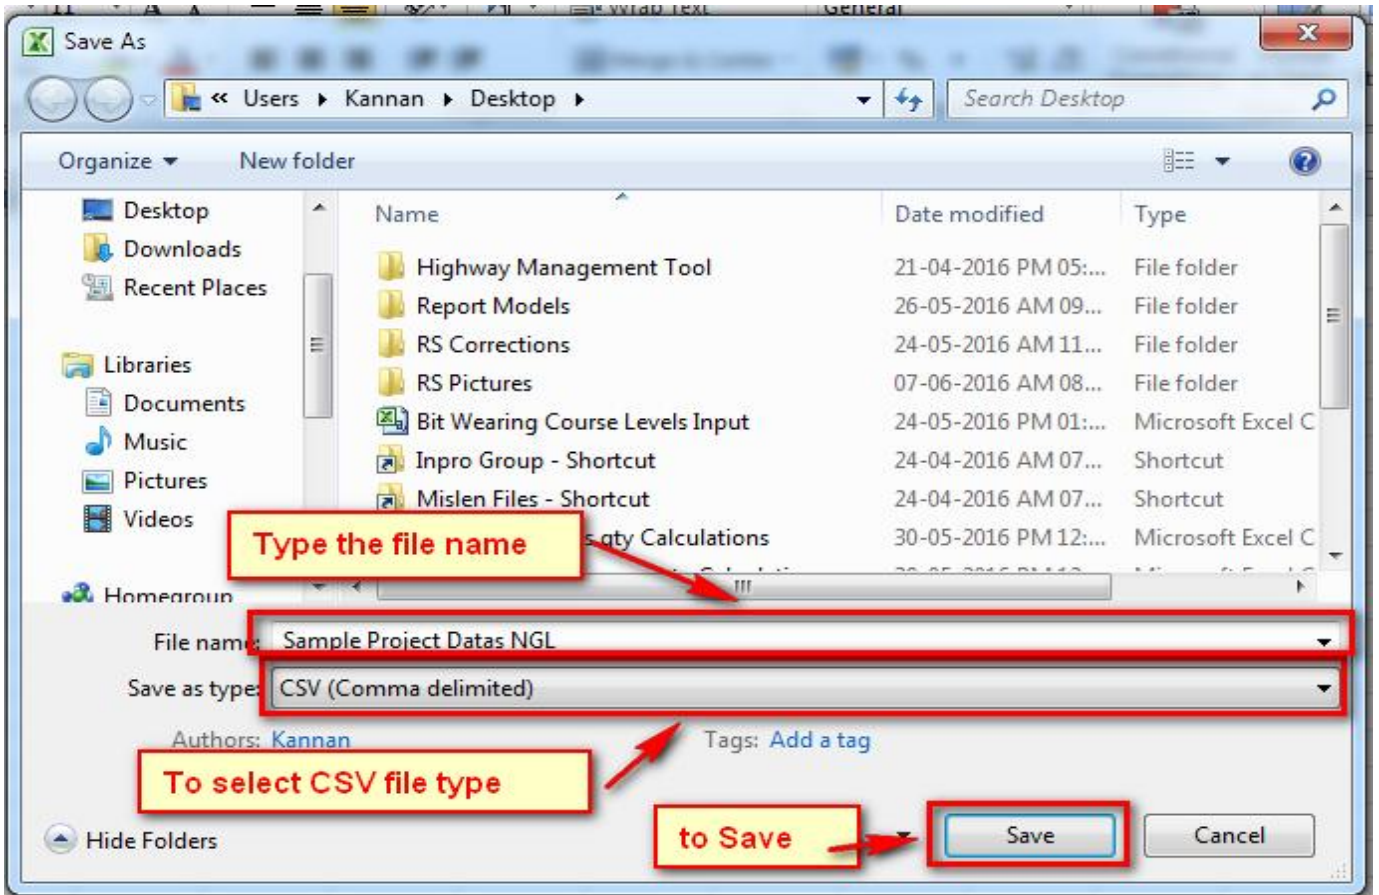 11 A A Wrap Text General
Save As
« Users Kannan Desktop Search Desktop
Organize New folder
Desktop
Downloads
Recent Places
Libraries
Documents
Music
Pictures
Videos
Homegroup
Name Date modified Type
Highway Management Tool 21-04-2016 PM 05:... File folder
Report Models 26-05-2016 AM 09... File folder
RS Corrections 24-05-2016 AM 11... File folder
RS Pictures 07-06-2016 AM 08... File folder
Bit Wearing Course Levels Input 24-05-2016 PM 01:... Microsoft Excel C
Inpro Group - Shortcut 24-04-2016 AM 07... Shortcut
Mislen Files - Shortcut 24-04-2016 AM 07... Shortcut
s qty Calculations 30-05-2016 PM 12:... Microsoft Excel C
Type the file name
File name: Sample Project Datas NGL
Save as type: CSV (Comma delimited)
Authors: Kannan Tags: Add a tag
To select CSV file type
to Save
Hide Folders Save Cancel